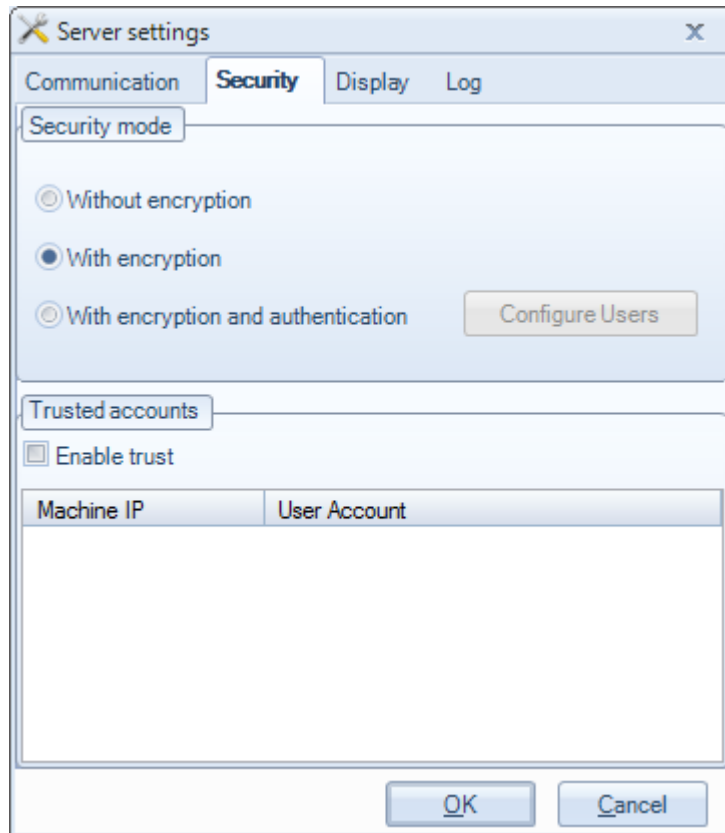 Server settings
Communication Security Display Log
Security mode
Without encryption
With encryption
With encryption and authentication Configure Users
Trusted accounts
Enable trust
Machine IP User Account
OK Cancel